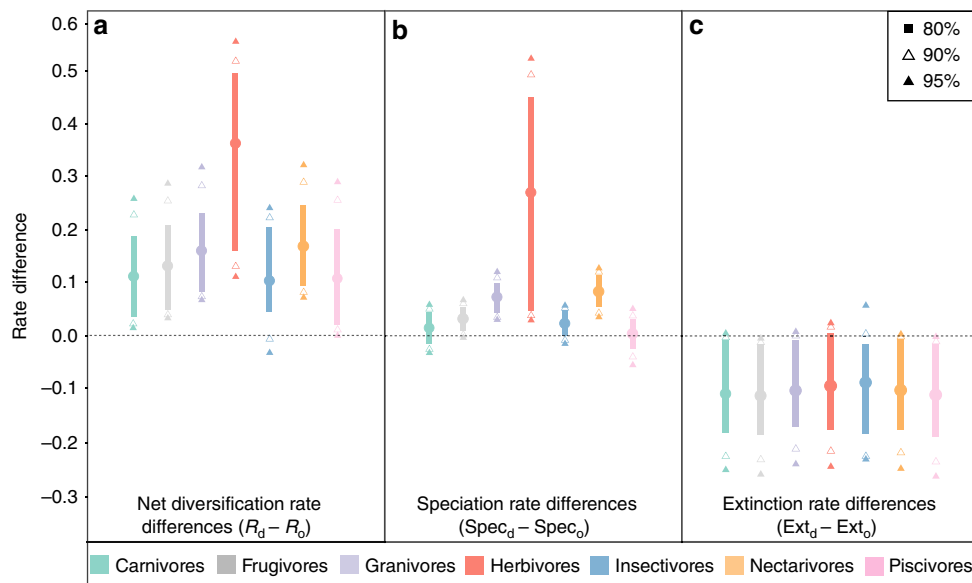 a
b
c
80%
90%
95%
Rate difference
0.6
0.5
0.4
0.3
0.2
0.1
0.0
−0.1
−0.2
−0.3
Net diversification rate
differences (Rd – Ro)
Speciation rate differences
(Specd – Speco)
Extinction rate differences
(Extd – Exto)
Carnivores
Frugivores
Granivores
Herbivores
Insectivores
Nectarivores
Piscivores